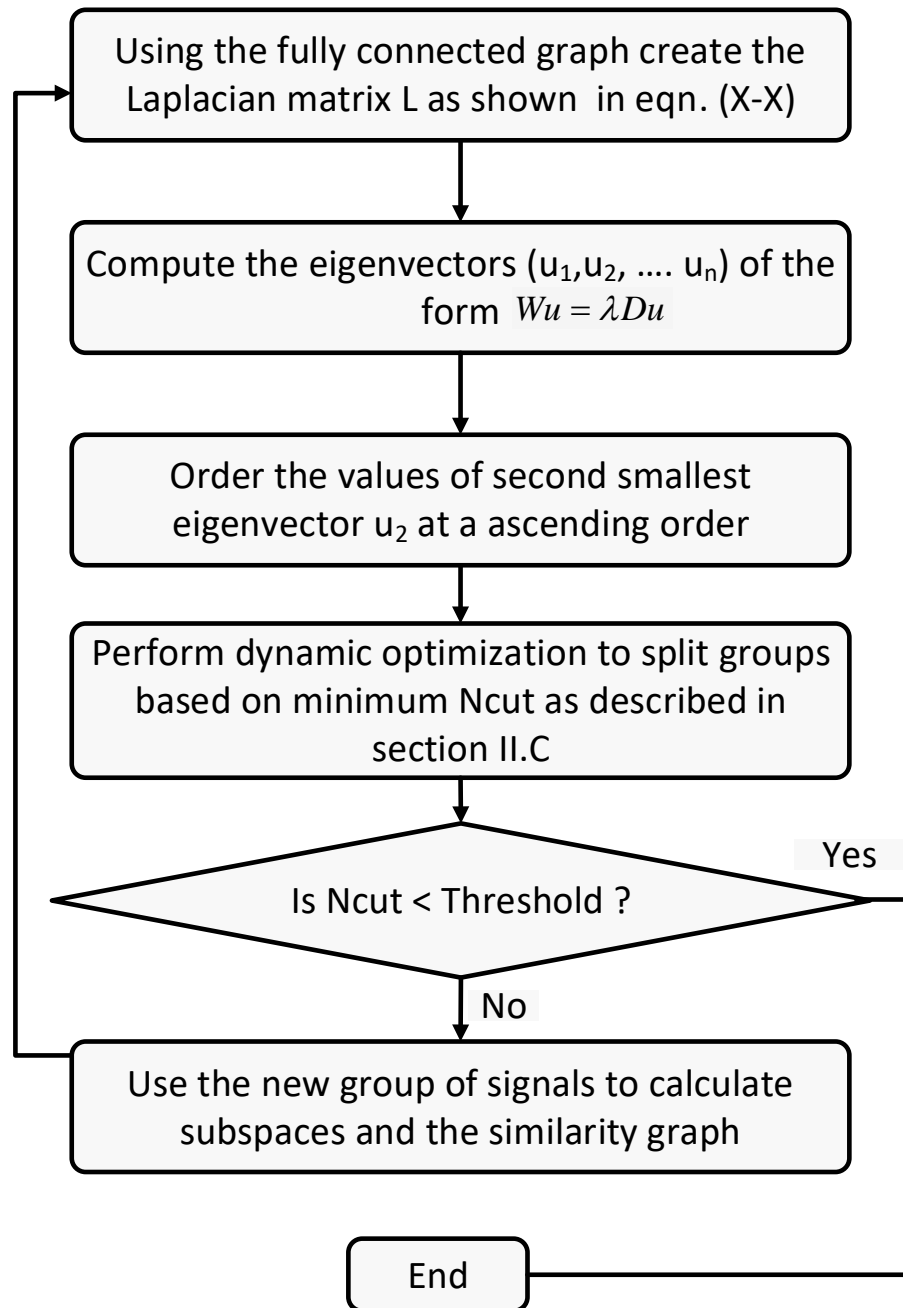 Using the fully connected graph create the
Laplacian matrix L as shown in eqn. (X-X)
Compute the eigenvectors (u₁,u₂, .... uₙ) of the
form Wu = λDu
Order the values of second smallest
eigenvector u₂ at a ascending order
Perform dynamic optimization to split groups
based on minimum Ncut as described in
section II.C
Is Ncut < Threshold ?
Yes
No
Use the new group of signals to calculate
subspaces and the similarity graph
End